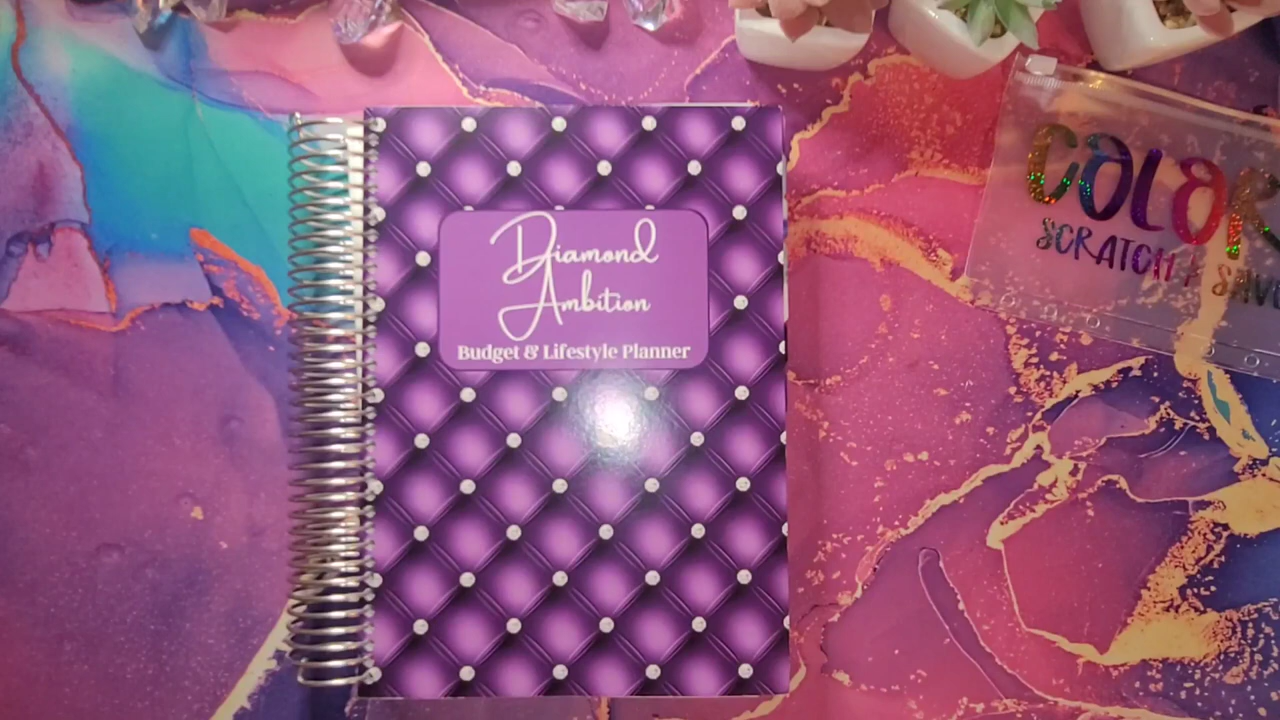 Diamond
Ambition
Budget & Lifestyle Planner
COLOR
SCRATCH &